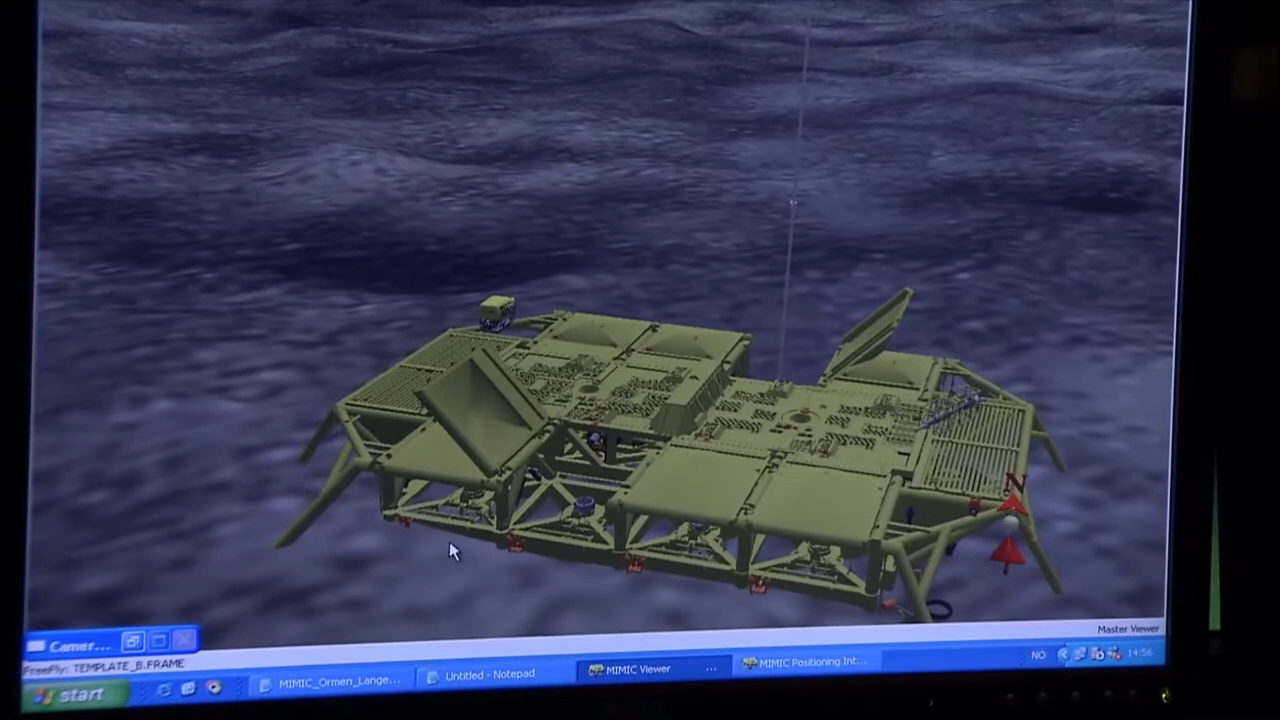 N
Master Viewer
Camer...
FreeFly: TEMPLATE_B.FRAME
start
MIMIC_Ormen_Lange...
Untitled - Notepad
MIMIC Viewer
...
MIMIC Positioning Int...
NO
14:56